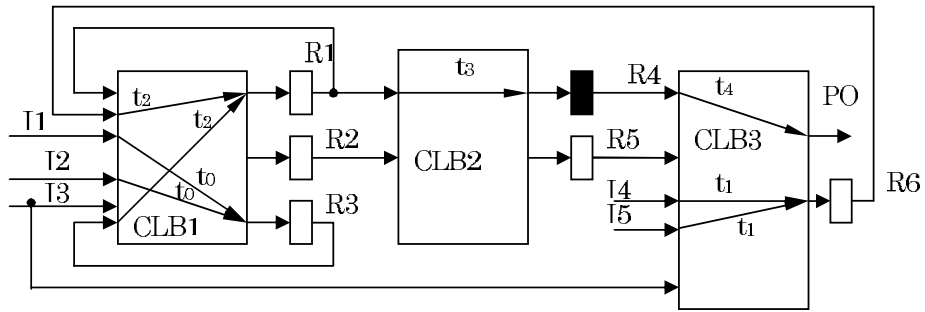 R1
t3
R4
t2
t4
PO
I1
t2
R2
R5
CLB3
I2
CLB2
t0
I3
t0
R3
I4
t1
R6
I5
CLB1
t1